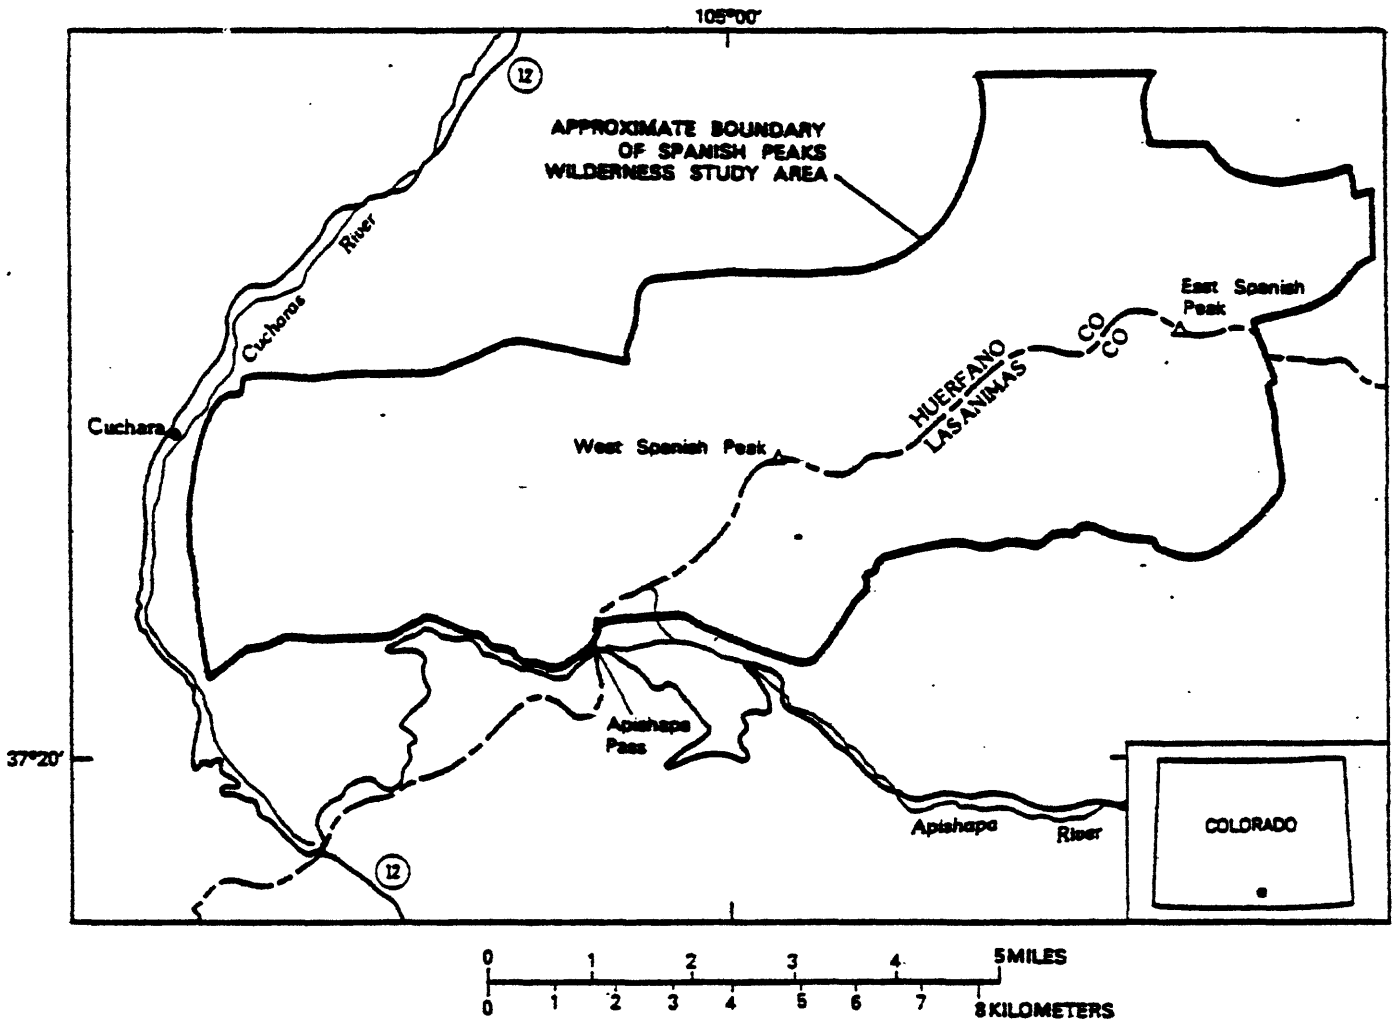 105°00'
12
APPROXIMATE BOUNDARY
OF SPANISH PEAKS
WILDERNESS STUDY AREA
River
Cucharas
East Spanish
Peak
CO
CO
HUERFANO
LAS ANIMAS
Cuchara
West Spanish Peak
Apishapa
Pass
37°20'
Apishapa River
COLORADO
12
0 1 2 3 4 5 MILES
0 1 2 3 4 5 6 7 8 KILOMETERS